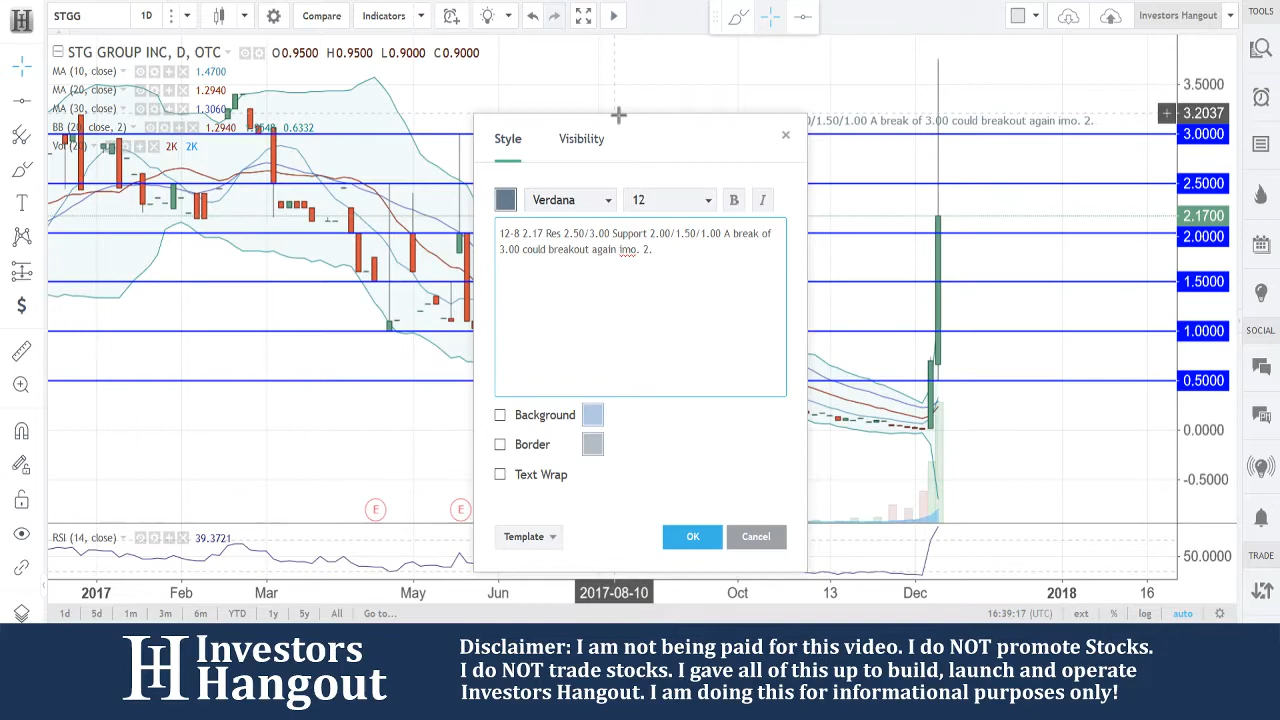 STGG 1D Compare Indicators Investors Hangout TOOLS
STG GROUP INC, D, OTC O0.9500 H0.9500 L0.9000 C0.9000
MA (10, close) 1.4700
MA (20, close) 1.2940
MA (30, close) 1.3060
BB (20, close, 2) 1.2940 0.6332
Vol (20) 2K 2K
/1.50/1.00 A break of 3.00 could breakout again imo. 2.
3.5000
3.2037
3.0000
2.5000
2.1700
2.0000
1.5000
1.0000
0.5000
0.0000
-0.5000
50.0000
Style Visibility
Verdana 12 B I
12-8 2.17 Res 2.50/3.00 Support 2.00/1.50/1.00 A break of
3.00 could breakout again imo. 2.
Background
Border
Text Wrap
Template OK Cancel
E E
RSI (14, close) 39.3721
SOCIAL
TRADE
2017 Feb Mar May Jun 2017-08-10 Oct 13 Dec 2018 16
1d 5d 1m 3m 6m YTD 1y 5y All Go to... 16:39:17 (UTC) ext % log auto
Investors
Hangout
Disclaimer: I am not being paid for this video. I do NOT promote Stocks.
I do NOT trade stocks. I gave all of this up to build, launch and operate
Investors Hangout. I am doing this for informational purposes only!